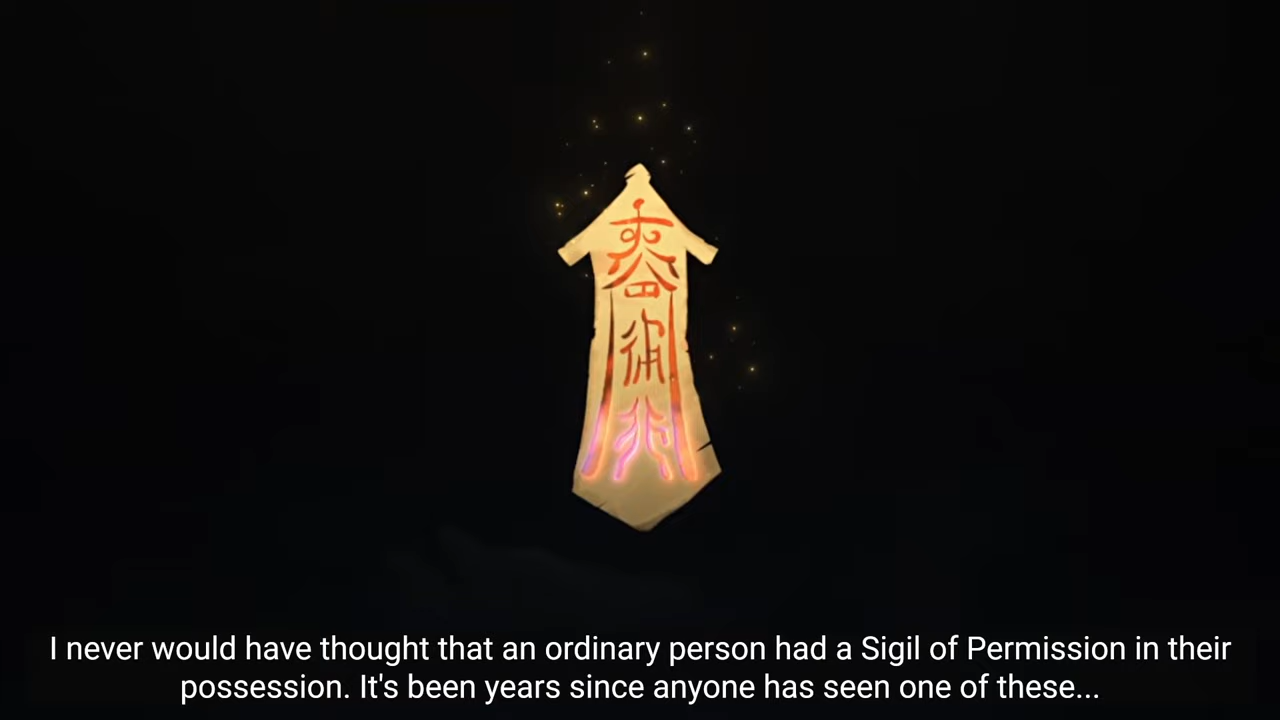 I never would have thought that an ordinary person had a Sigil of Permission in their
possession. It's been years since anyone has seen one of these...